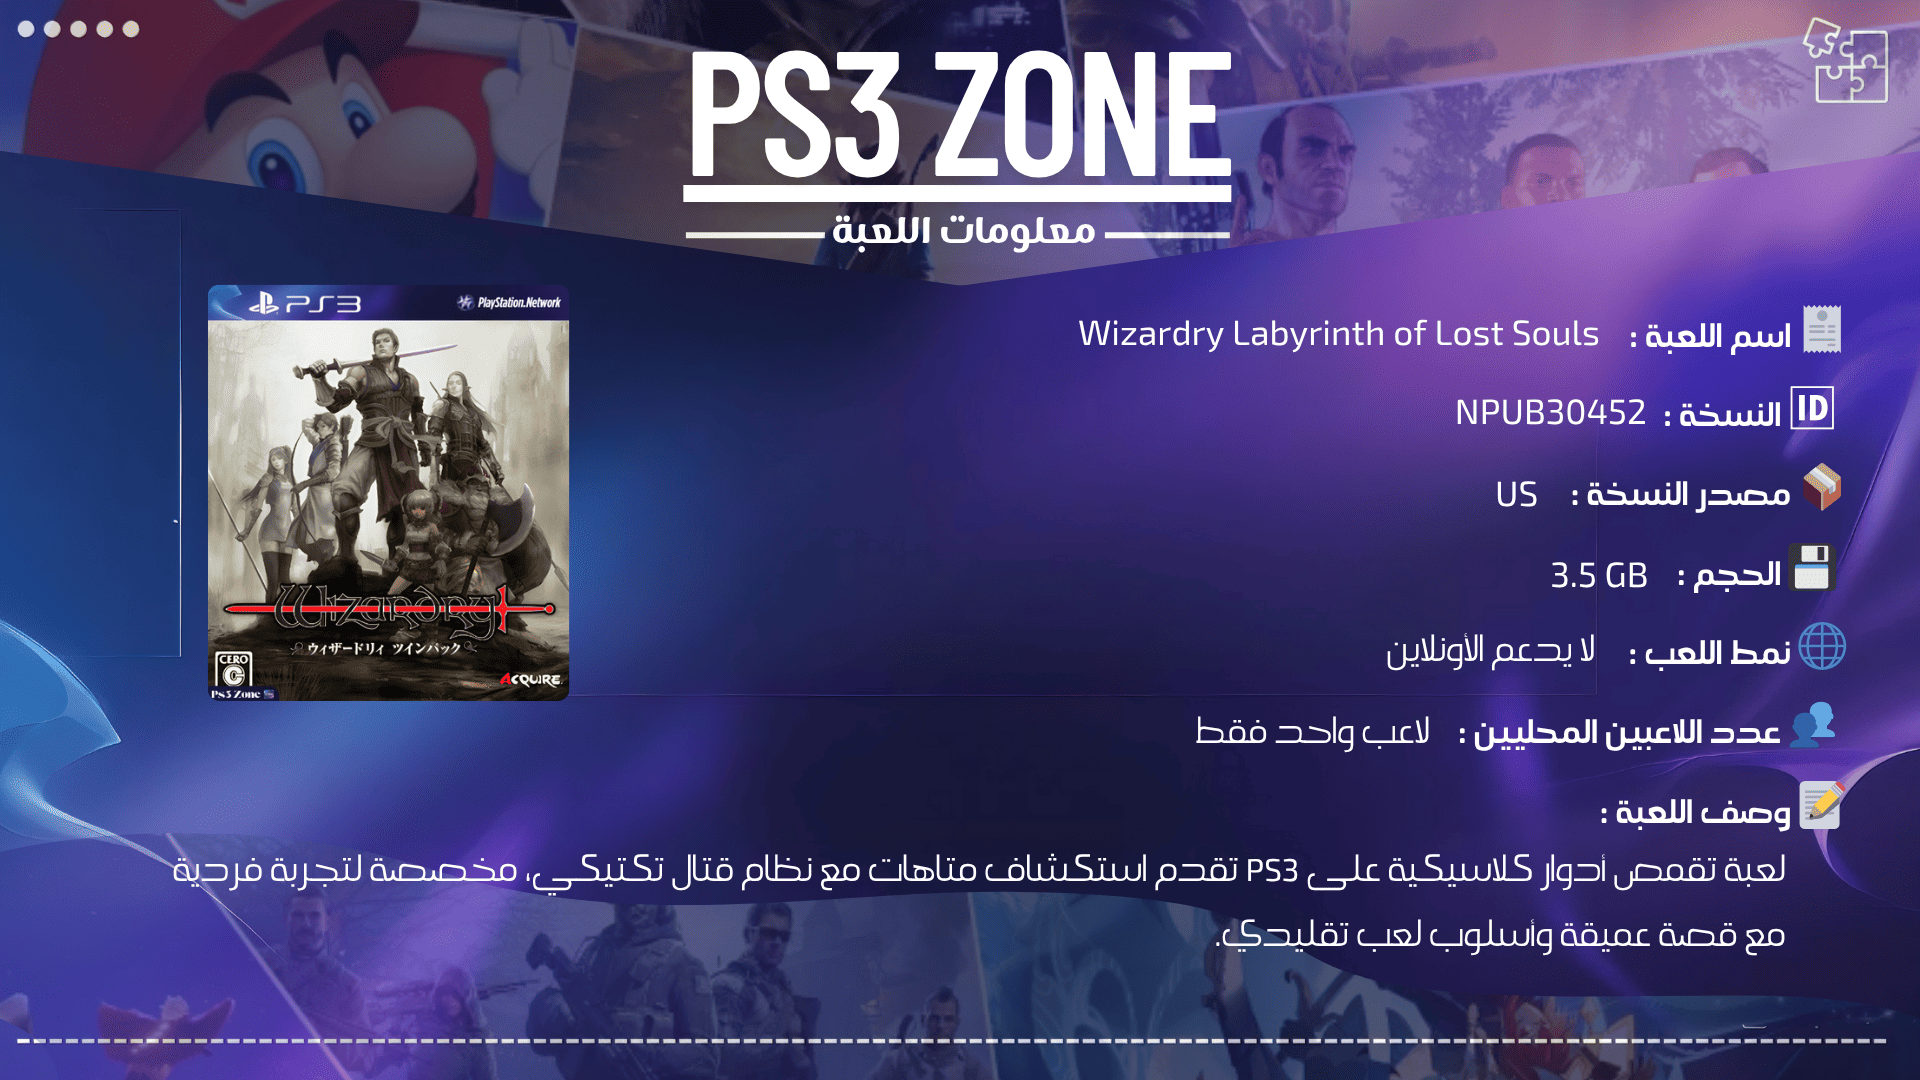 PS3 ZONE
معلومات اللعبة
PS3 PlayStation.Network
Wizardry
ウィザードリィ ツインパック
CERO
C
ACQUIRE
Ps3 Zone
اسم اللعبة : Wizardry Labyrinth of Lost Souls
ID النسخة : NPUB30452
مصدر النسخة : US
الحجم : 3.5 GB
نمط اللعب : لا يدعم الأونلاين
عدد اللاعبين المحليين : لاعب واحد فقط
وصف اللعبة :
لعبة تقمص أدوار كلاسيكية على PS3 تقدم استكشاف متاهات مع نظام قتال تكتيكي، مخصصة لتجربة فردية
مع قصة عميقة وأسلوب لعب تقليدي.